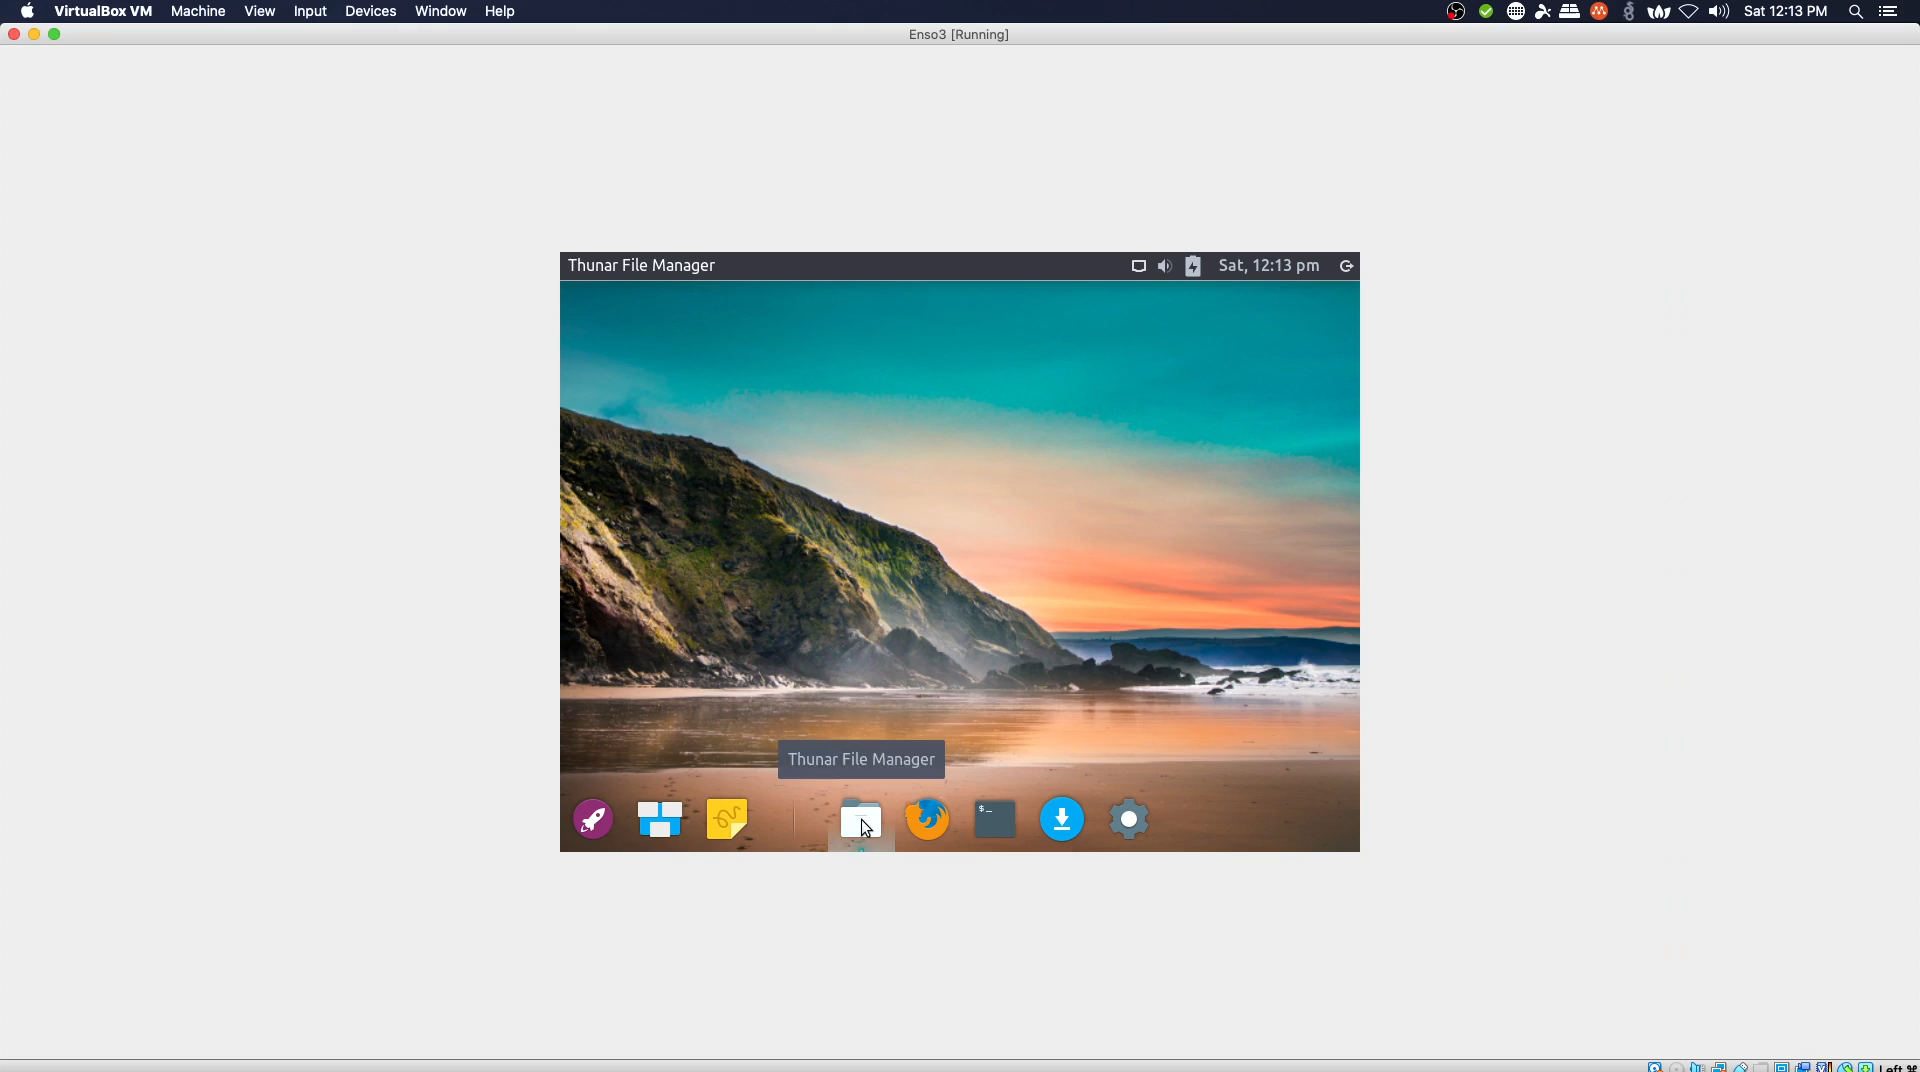 VirtualBox VM Machine View Input Devices Window Help Sat 12:13 PM
Enso3 [Running]
Thunar File Manager Sat, 12:13 pm
Thunar File Manager
$_
Left ⌘